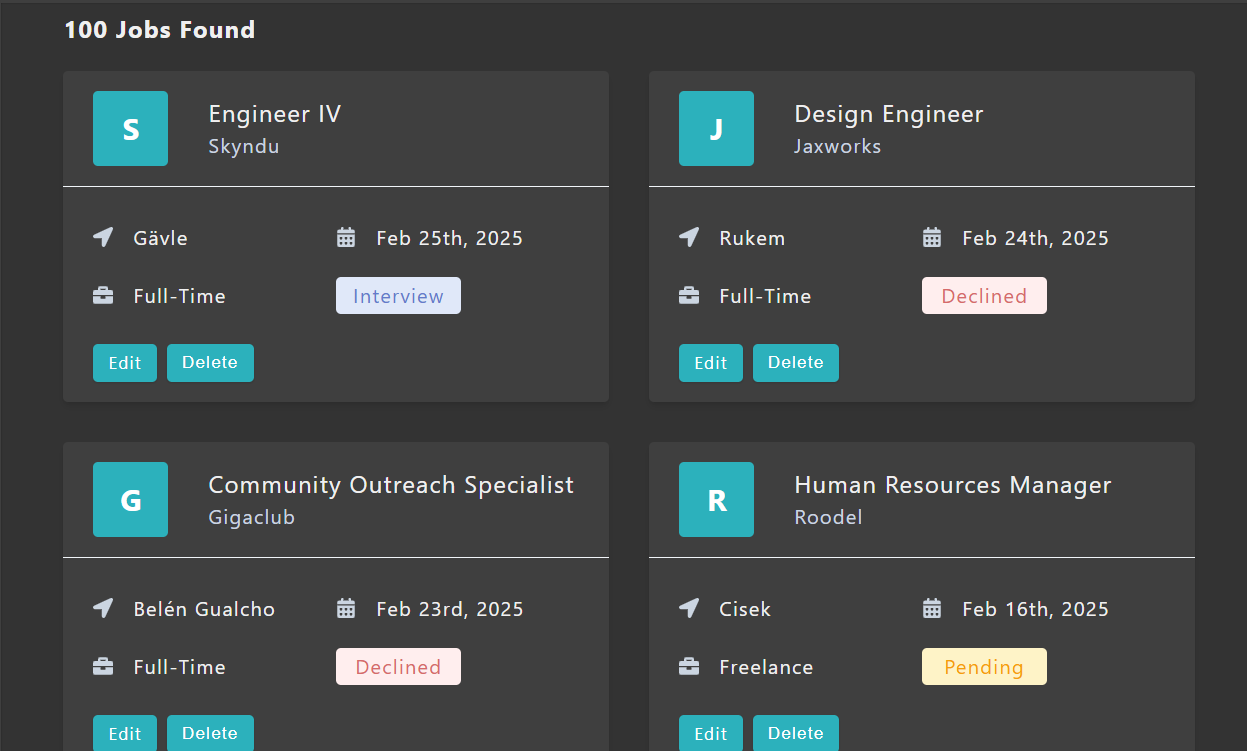 100 Jobs Found
S
Engineer IV
Skyndu
Gävle
Feb 25th, 2025
Full-Time
Interview
Edit
Delete
J
Design Engineer
Jaxworks
Rukem
Feb 24th, 2025
Full-Time
Declined
Edit
Delete
G
Community Outreach Specialist
Gigaclub
Belén Gualcho
Feb 23rd, 2025
Full-Time
Declined
Edit
Delete
R
Human Resources Manager
Roodel
Cisek
Feb 16th, 2025
Freelance
Pending
Edit
Delete